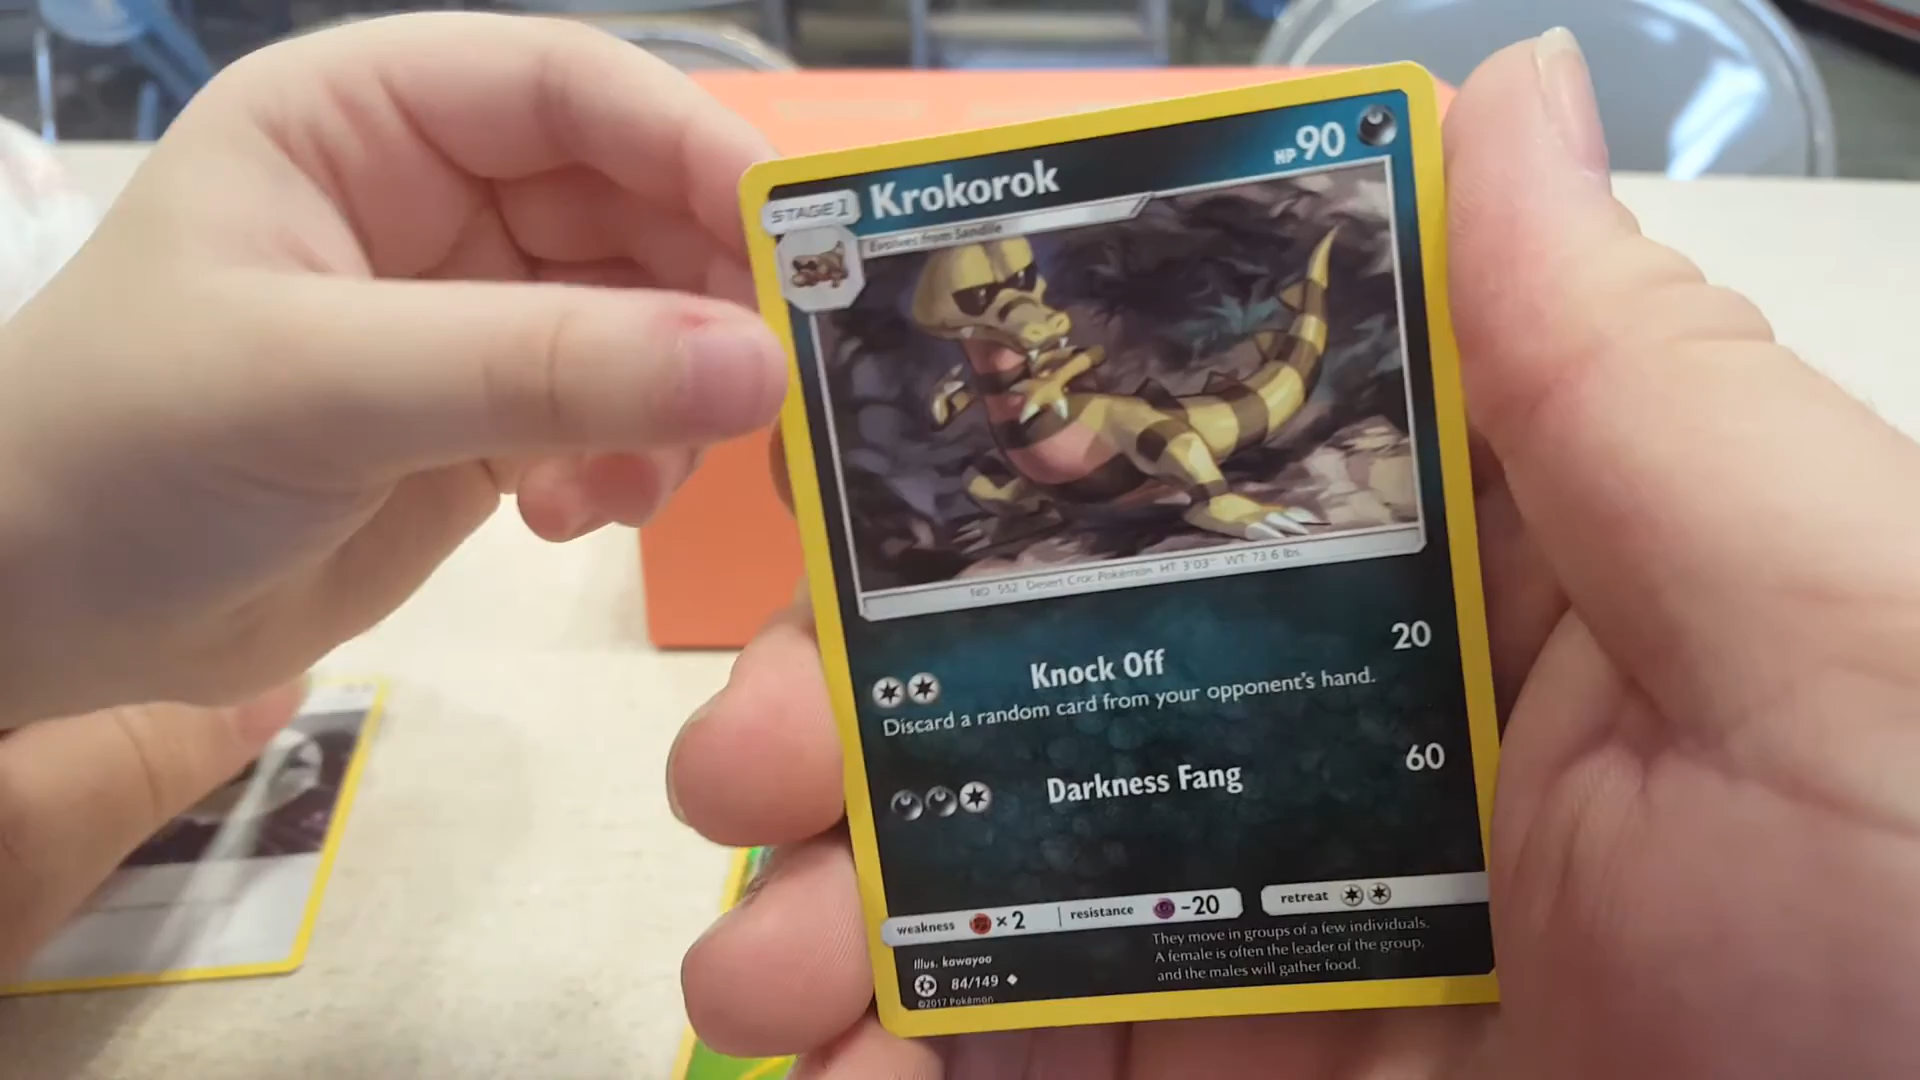 STAGE 1 Krokorok HP 90
Evolves from Sandile
NO. 552 Desert Croc Pokémon HT: 3'03" WT: 73.6 lbs.
Knock Off 20
Discard a random card from your opponent's hand.
Darkness Fang 60
weakness ×2 resistance -20 retreat
They move in groups of a few individuals.
A female is often the leader of the group,
and the males will gather food.
Illus. kawayoo
84/149
©2017 Pokémon